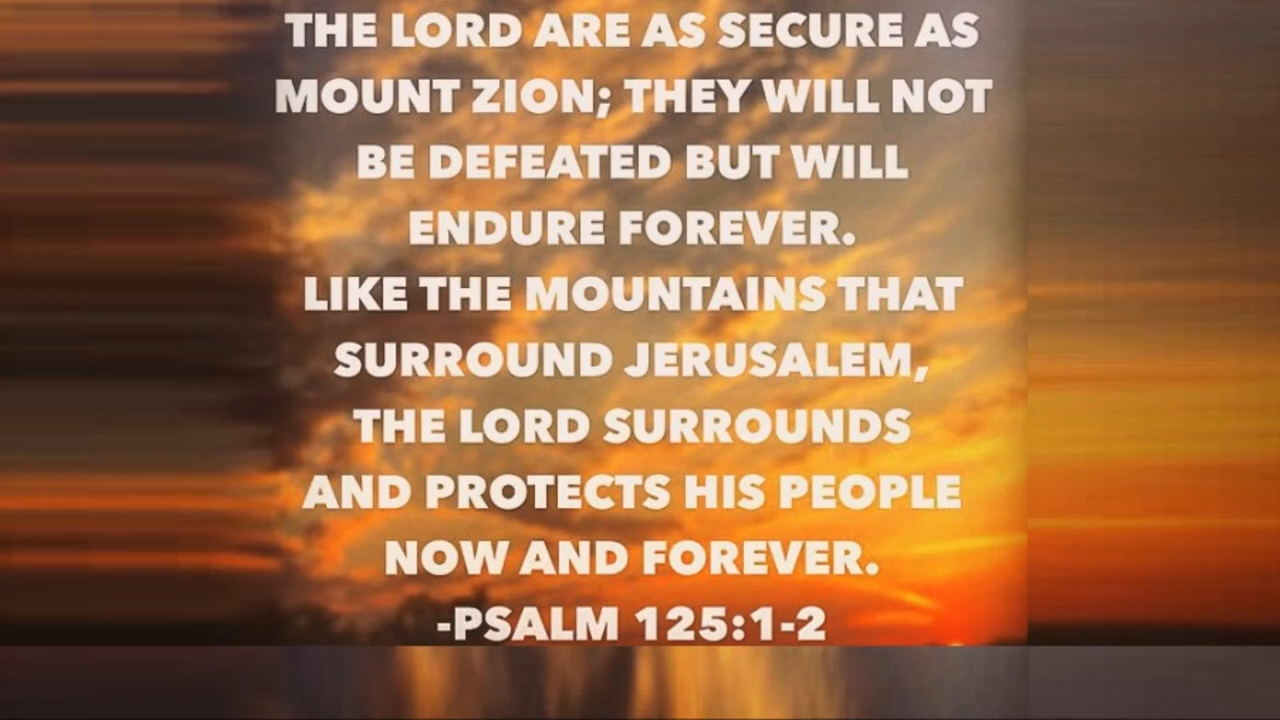 THE LORD ARE AS SECURE AS
MOUNT ZION; THEY WILL NOT
BE DEFEATED BUT WILL
ENDURE FOREVER.
LIKE THE MOUNTAINS THAT
SURROUND JERUSALEM,
THE LORD SURROUNDS
AND PROTECTS HIS PEOPLE
NOW AND FOREVER.
-PSALM 125:1-2